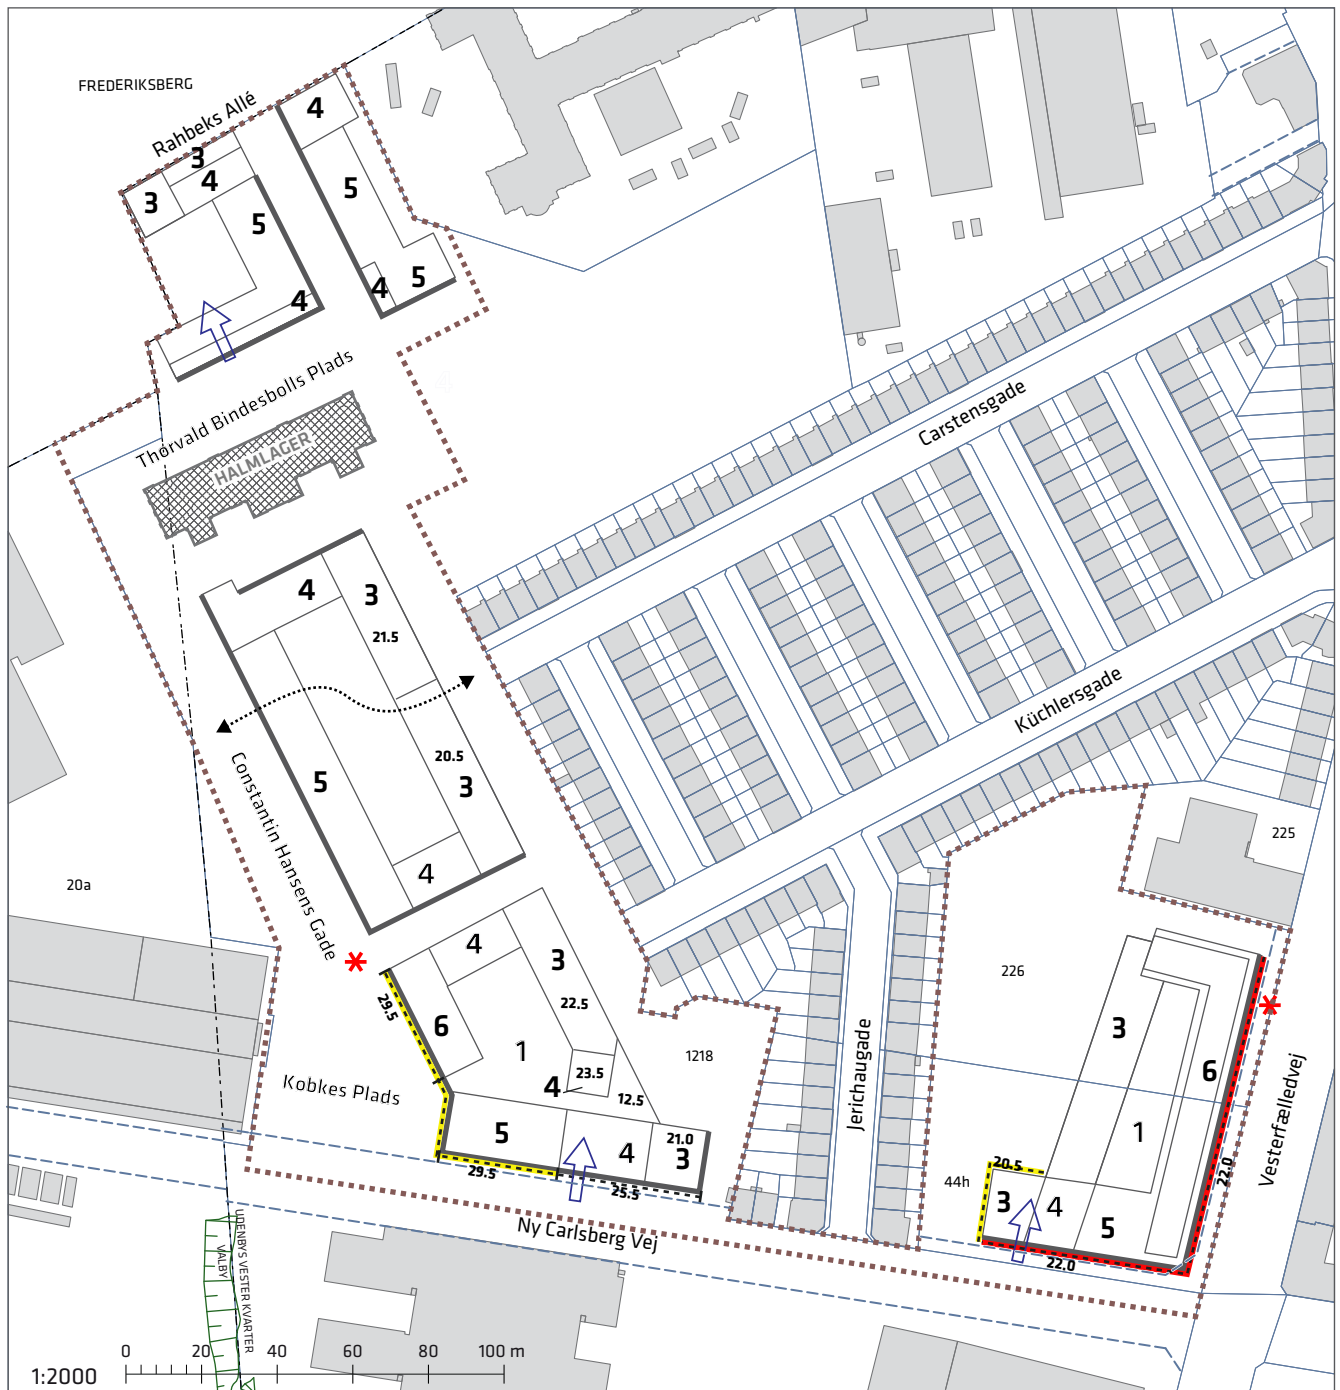 FREDERIKSBERG
Rahbeks Allé
4
3
4
3
5
5
4
4
5
Thorvald Bindesbolls Plads
HALMLAGER
Carstensgade
4
3
21.5
Küchlersgade
Constantin Hansens Gade
20.5
3
5
4
20a
225
4
3
29.5
22.5
6
1
23.5
4
12.5
1218
226
3
6
1
Kobkes Plads
Jerichaugade
Vesterfælledvej
5
4
21.0
3
29.5
25.5
20.5
22.0
44h
3
4
5
22.0
Ny Carlsberg Vej
UDENBYS VESTER KVARTER
VALBY
0 20 40 60 80 100 m
1:2000